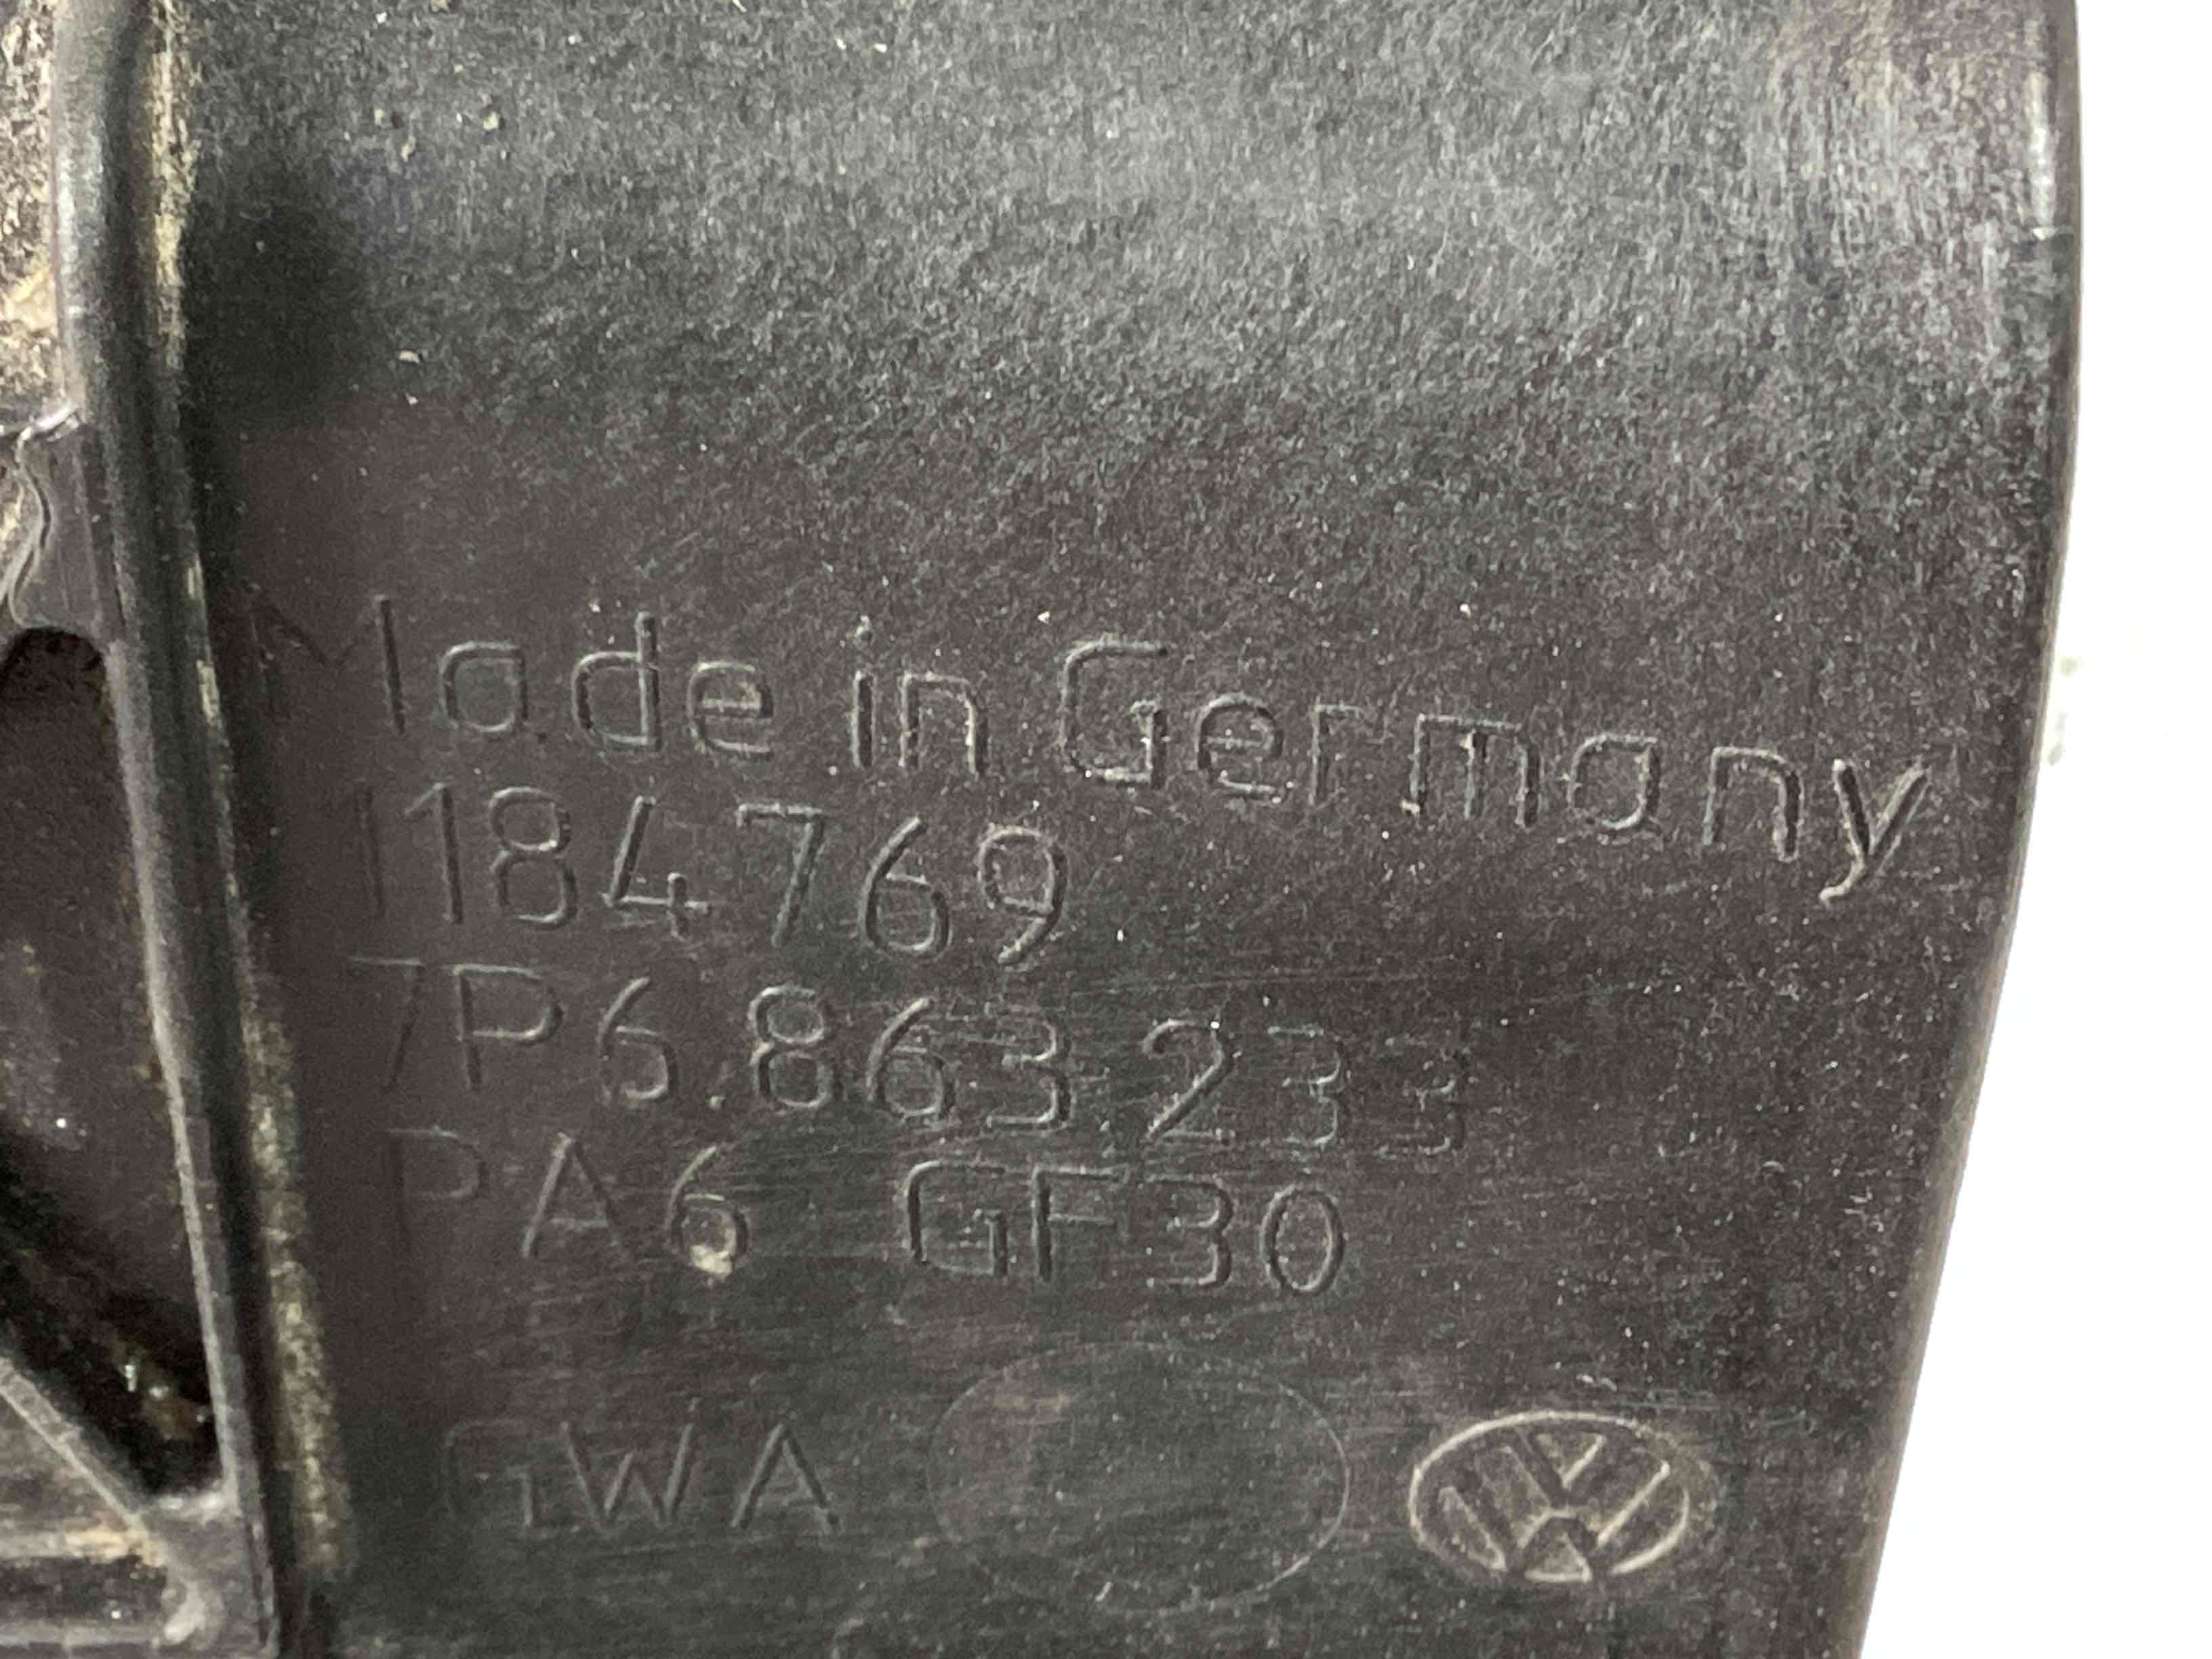 Made in Germany
1184769
7P6.863.233
PA6 GF30
GWA